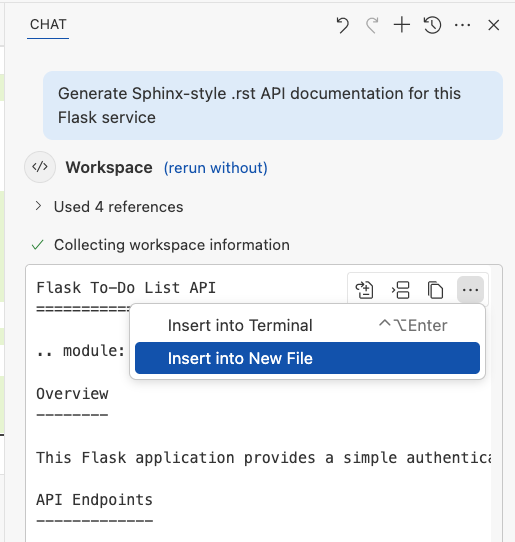 CHAT
Generate Sphinx-style .rst API documentation for this
Flask service
Workspace (rerun without)
Used 4 references
Collecting workspace information
Flask To-Do List API
===========
Insert into Terminal ^⌥Enter
.. module:
Insert into New File
Overview
--------
This Flask application provides a simple
API Endpoints
-------------